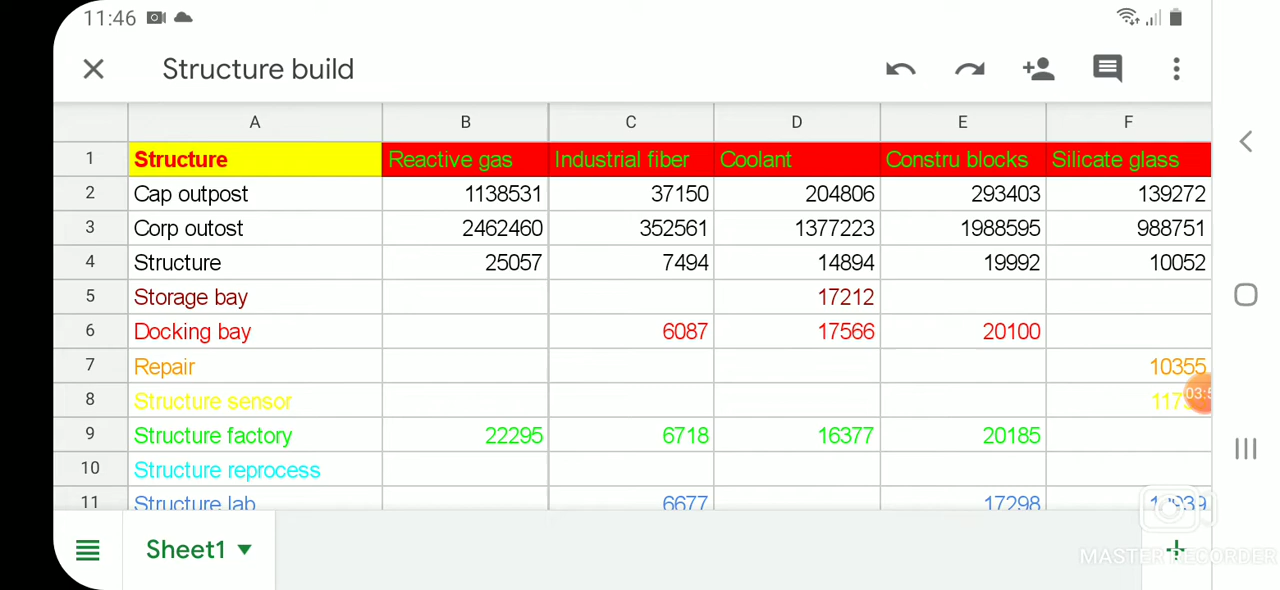 11:46
Structure build
A B C D E F
1 Structure Reactive gas Industrial fiber Coolant Constru blocks Silicate glass
2 Cap outpost 1138531 37150 204806 293403 139272
3 Corp outost 2462460 352561 1377223 1988595 988751
4 Structure 25057 7494 14894 19992 10052
5 Storage bay 17212
6 Docking bay 6087 17566 20100
7 Repair 10355
8 Structure sensor
9 Structure factory 22295 6718 16377 20185
10 Structure reprocess
11 Structure lab 6677 17298
Sheet1
MASTER RECORDER